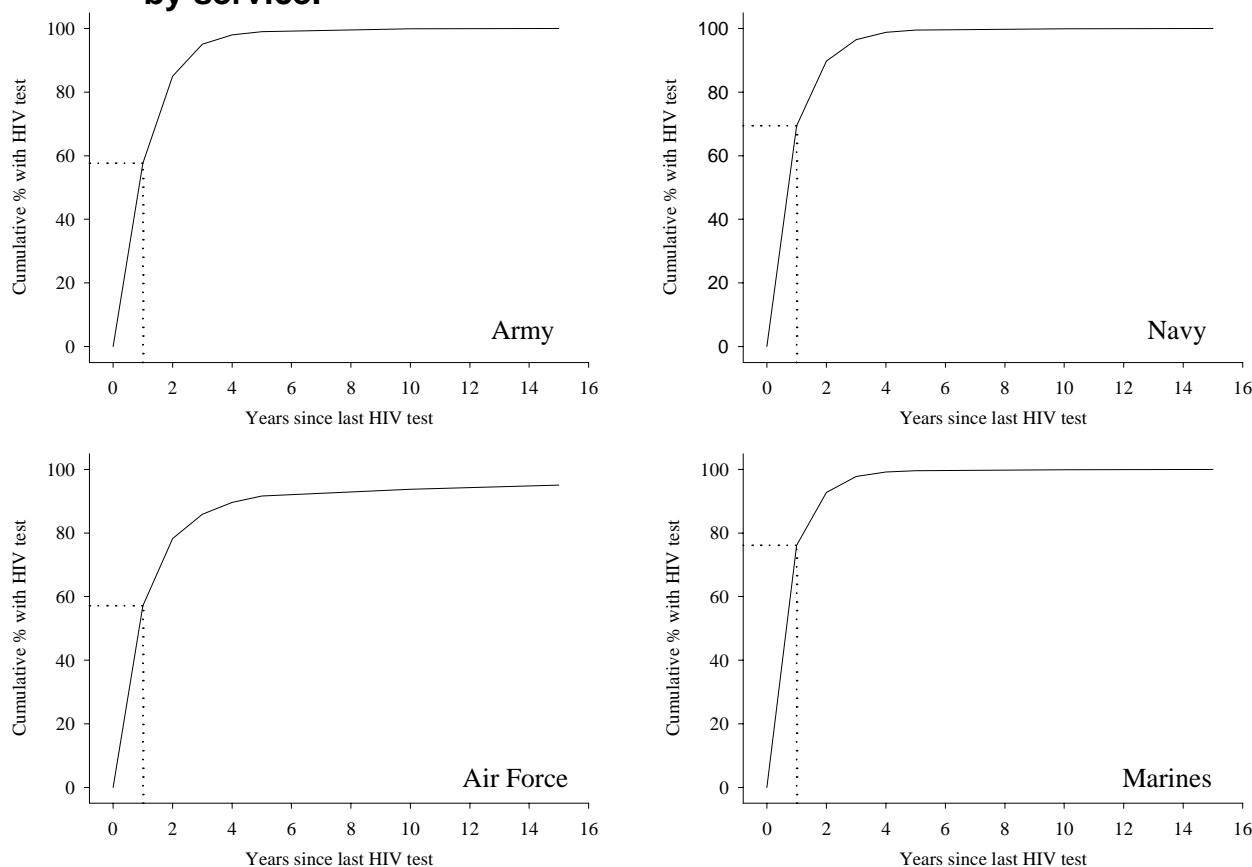 by service.
100
80
60
40
20
0
Cumulative % with HIV test
Army
0 2 4 6 8 10 12 14 16
Years since last HIV test
100
80
60
40
20
0
Cumulative % with HIV test
Navy
0 2 4 6 8 10 12 14 16
Years since last HIV test
100
80
60
40
20
0
Cumulative % with HIV test
Air Force
0 2 4 6 8 10 12 14 16
Years since last HIV test
100
80
60
40
20
0
Cumulative % with HIV test
Marines
0 2 4 6 8 10 12 14 16
Years since last HIV test